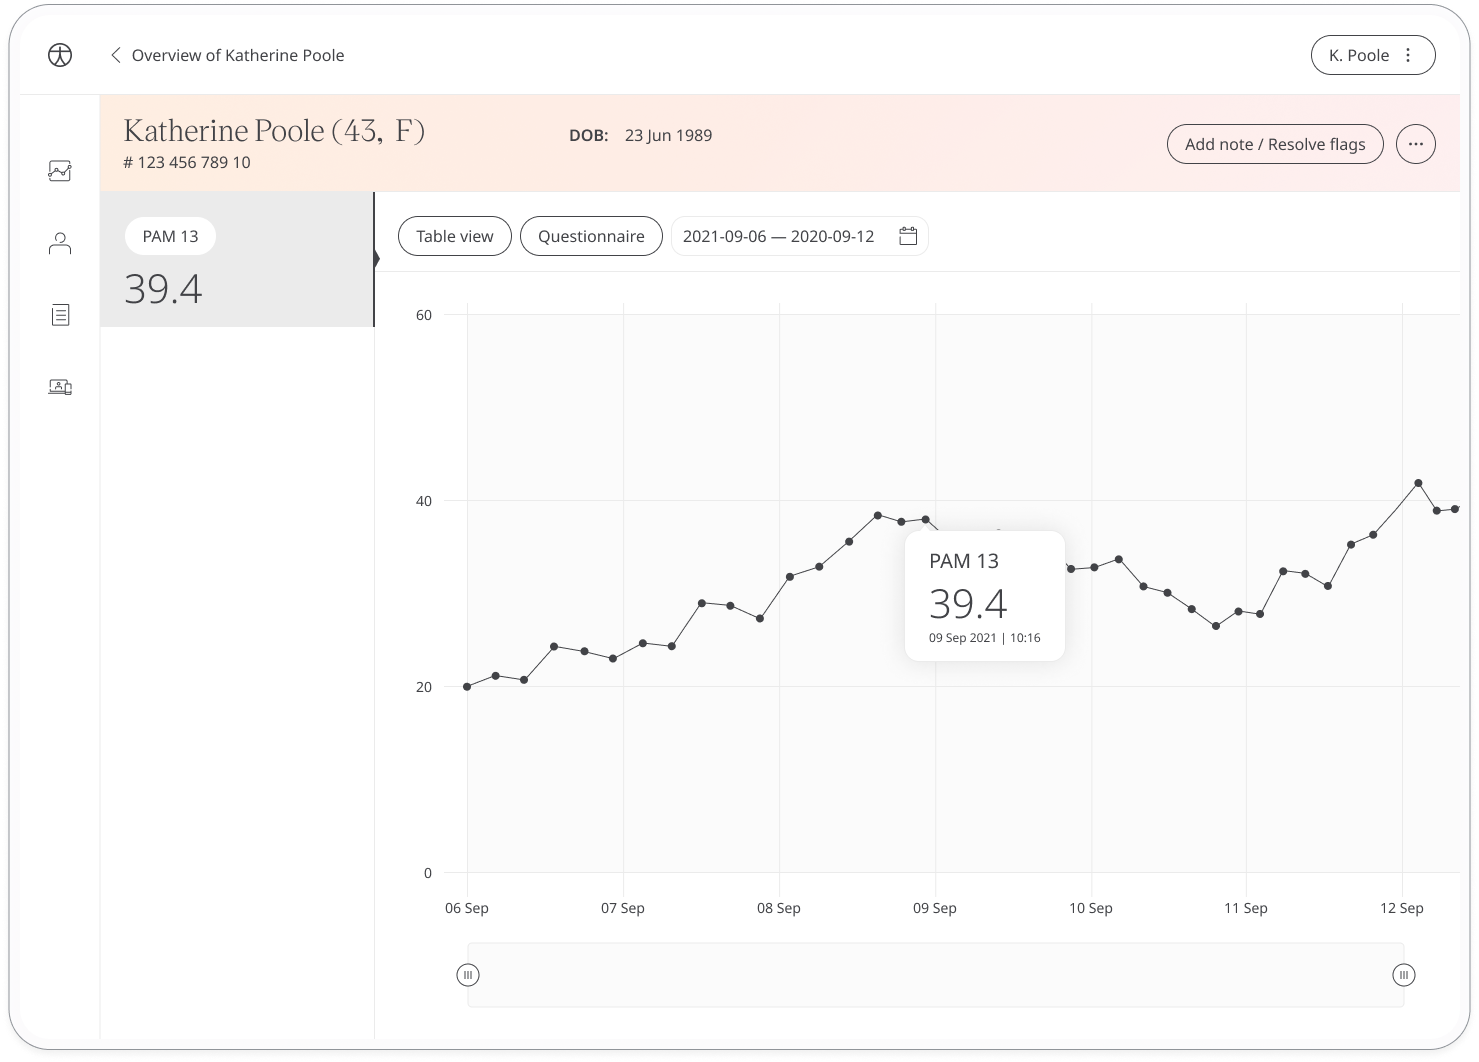 Overview of Katherine Poole
K. Poole
Katherine Poole (43, F)
# 123 456 789 10
DOB: 23 Jun 1989
Add note / Resolve flags
PAM 13
39.4
Table view
Questionnaire
2021-09-06 — 2020-09-12
60
40
20
0
PAM 13
39.4
09 Sep 2021 | 10:16
06 Sep
07 Sep
08 Sep
09 Sep
10 Sep
11 Sep
12 Sep